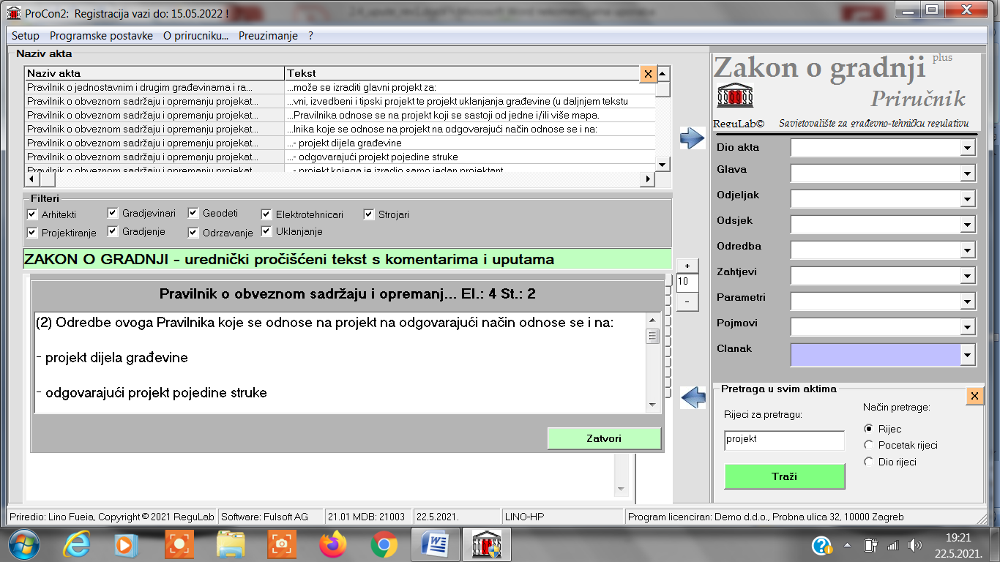 ProCon2: Registracija vazi do: 15.05.2022 !
Setup Programske postavke O prirucniku... Preuzimanje ?
Naziv akta
Naziv akta Tekst X
Pravilnik o jednostavnim i drugim građevinama i ra... ...može se izraditi glavni projekt za:
Pravilnik o obveznom sadržaju i opremanju projekat... ...vni, izvedbeni i tipski projekt te projekt uklanjanja građevine (u daljnjem tekstu
Pravilnik o obveznom sadržaju i opremanju projekat... ...Pravilnika odnose se na projekt koji se sastoji od jedne i/ili više mapa.
Pravilnik o obveznom sadržaju i opremanju projekat... ...lnika koje se odnose na projekt na odgovarajući način odnose se i na:
Pravilnik o obveznom sadržaju i opremanju projekat... ...- projekt dijela građevine
Pravilnik o obveznom sadržaju i opremanju projekat... ...- odgovarajući projekt pojedine struke
Pravilnik o obveznom sadržaju i opremanju projekat... ...- projekt kojega je izradio samo jedan projektant
Filteri
Arhitekti Gradjevinari Geodeti Elektrotehnicari Strojari
Projektiranje Gradjenje Odrzavanje Uklanjanje
ZAKON O GRADNJI - urednički pročišćeni tekst s komentarima i uputama
+
10
-
Pravilnik o obveznom sadržaju i opremanj... El.: 4 St.: 2
(2) Odredbe ovoga Pravilnika koje se odnose na projekt na odgovarajući način odnose se i na:
- projekt dijela građevine
- odgovarajući projekt pojedine struke
Zatvori
Zakon o gradnji plus
Priručnik
ReguLab© Savjetovalište za građevno-tehničku regulativu
Dio akta
Glava
Odjeljak
Odsjek
Odredba
Zahtjevi
Parametri
Pojmovi
Clanak
Pretraga u svim aktima X
Rijeci za pretragu: Način pretrage:
projekt Rijec
Pocetak rijeci
Dio rijeci
Traži
Priredio: Lino Fueia, Copyright © 2021 ReguLab Software: Fulsoft AG 21.01 MDB: 21003 22.5.2021. LINO-HP Program licenciran: Demo d.d.o., Probna ulica 32, 10000 Zagreb
19:21
22.5.2021.